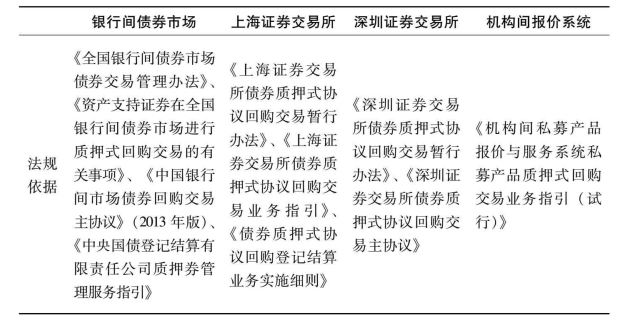 银行间债券市场 上海证券交易所 深圳证券交易所 机构间报价系统
法规
依据
《全国银行间债券市场
债券交易管理办法》、
《资产支持证券在全国
银行间债券市场进行
质押式回购交易的有
关事项》、《中国银行
间市场债券回购交易
主协议》（2013 年版）、
《中央国债登记结算有
限责任公司质押券管
理服务指引》
《上海证券交易
所债券质押式协
议回购交易暂行
办法》、《上海证
券交易所债券质
押式协议回购交
易业务指引》、
《债券质押式协
议回购登记结算
业务实施细则》
《深圳证券交易
所债券质押式协
议回购交易暂行
办法》、《深圳证
券交易所债券质
押式协议回购交
易主协议》
《机构间私募产品
报价与服务系统私
募产品质押式回购
交易业务指引（试
行）》